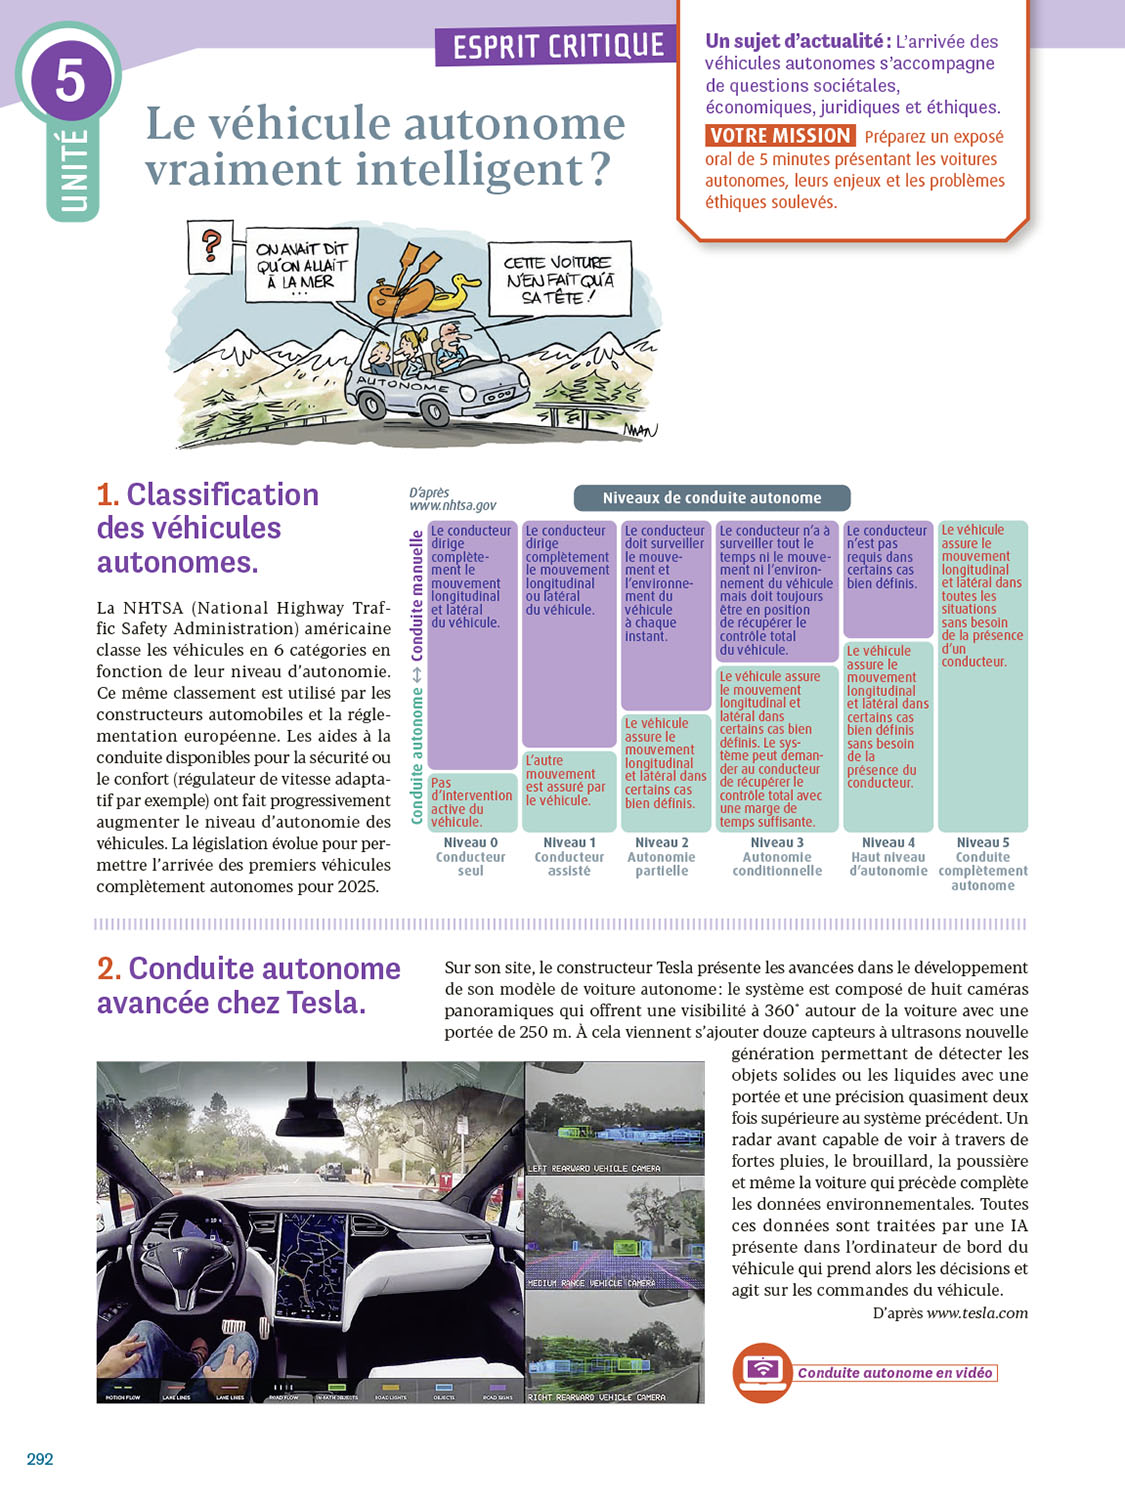 5
UNITÉ
ESPRIT CRITIQUE
Un sujet d’actualité : L’arrivée des
véhicules autonomes s’accompagne
de questions sociétales,
économiques, juridiques et éthiques.
VOTRE MISSION Préparez un exposé
oral de 5 minutes présentant les voitures
autonomes, leurs enjeux et les problèmes
éthiques soulevés.
Le véhicule autonome
vraiment intelligent ?
?
ON AVAIT DIT
QU'ON ALLAIT
À LA MER
...
CETTE VOITURE
N'EN FAIT QU'À
SA TÊTE !
AUTONOME
MAN
1. Classification
des véhicules
autonomes.
La NHTSA (National Highway Traf-
fic Safety Administration) américaine
classe les véhicules en 6 catégories en
fonction de leur niveau d’autonomie.
Ce même classement est utilisé par les
constructeurs automobiles et la régle-
mentation européenne. Les aides à la
conduite disponibles pour la sécurité ou
le confort (régulateur de vitesse adapta-
tif par exemple) ont fait progressivement
augmenter le niveau d’autonomie des
véhicules. La législation évolue pour per-
mettre l’arrivée des premiers véhicules
complètement autonomes pour 2025.
D’après
www.nhtsa.gov
Niveaux de conduite autonome
Conduite autonome ↔ Conduite manuelle
Le conducteur
dirige
complète-
ment le
mouvement
longitudinal
et latéral
du véhicule.
Pas
d’intervention
active du
véhicule.
Niveau 0
Conducteur
seul
Le conducteur
dirige
complètement
le mouvement
longitudinal
ou latéral
du véhicule.
L’autre
mouvement
est assuré par
le véhicule.
Niveau 1
Conducteur
assisté
Le conducteur
doit surveiller
le mouve-
ment et
l’environne-
ment du
véhicule
à chaque
instant.
Le véhicule
assure le
mouvement
longitudinal
et latéral dans
certains cas
bien définis.
Niveau 2
Autonomie
partielle
Le conducteur n’a à
surveiller tout le
temps ni le mouve-
ment ni l’environ-
nement du véhicule
mais doit toujours
être en position
de récupérer le
contrôle total
du véhicule.
Le véhicule assure
le mouvement
longitudinal et
latéral dans
certains cas bien
définis. Le sys-
tème peut deman-
der au conducteur
de récupérer le
contrôle total avec
une marge de
temps suffisante.
Niveau 3
Autonomie
conditionnelle
Le conducteur
n’est pas
requis dans
certains cas
bien définis.
Le véhicule
assure le
mouvement
longitudinal
et latéral dans
certains cas
bien définis
sans besoin
de la
présence du
conducteur.
Niveau 4
Haut niveau
d’autonomie
Le véhicule
assure le
mouvement
longitudinal
et latéral dans
toutes les
situations
sans besoin
de la présence
d’un
conducteur.
Niveau 5
Conduite
complètement
autonome
2. Conduite autonome
avancée chez Tesla.
Sur son site, le constructeur Tesla présente les avancées dans le développement
de son modèle de voiture autonome : le système est composé de huit caméras
panoramiques qui offrent une visibilité à 360° autour de la voiture avec une
portée de 250 m. À cela viennent s’ajouter douze capteurs à ultrasons nouvelle
génération permettant de détecter les
objets solides ou les liquides avec une
portée et une précision quasiment deux
fois supérieure au système précédent. Un
radar avant capable de voir à travers de
fortes pluies, le brouillard, la poussière
et même la voiture qui précède complète
les données environnementales. Toutes
ces données sont traitées par une IA
présente dans l’ordinateur de bord du
véhicule qui prend alors les décisions et
agit sur les commandes du véhicule.
D’après www.tesla.com
LEFT REARWARD VEHICLE CAMERA
MEDIUM RANGE VEHICLE CAMERA
RIGHT REARWARD VEHICLE CAMERA
MOTION FLOW
LANE LINES
LANE LINES
ROAD FLOW
IN-PATH OBJECTS
ROAD LIGHTS
OBJECTS
ROAD SIGNS
Conduite autonome en vidéo
292